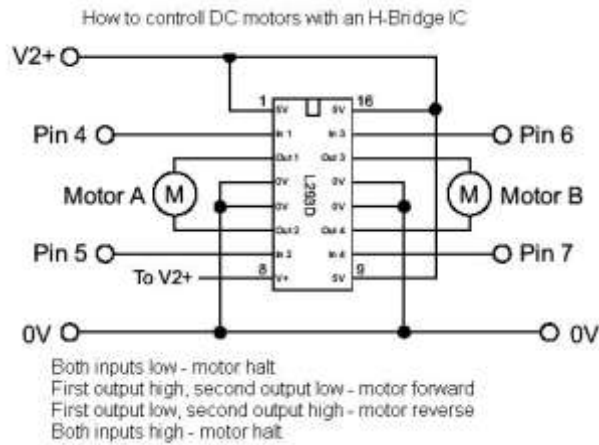 How to controll DC motors with an H-Bridge IC
V2+
1 16
5V 5V
Pin 4 In 1 In 3 Pin 6
Out 1 Out 3
Motor A M 0V L293D 0V M Motor B
0V 0V
Out 2 Out 4
Pin 5 In 2 In 4 Pin 7
To V2+ 8 V+ 5V 9
0V 0V
Both inputs low - motor halt
First output high, second output low - motor forward
First output low, second output high - motor reverse
Both inputs high - motor halt